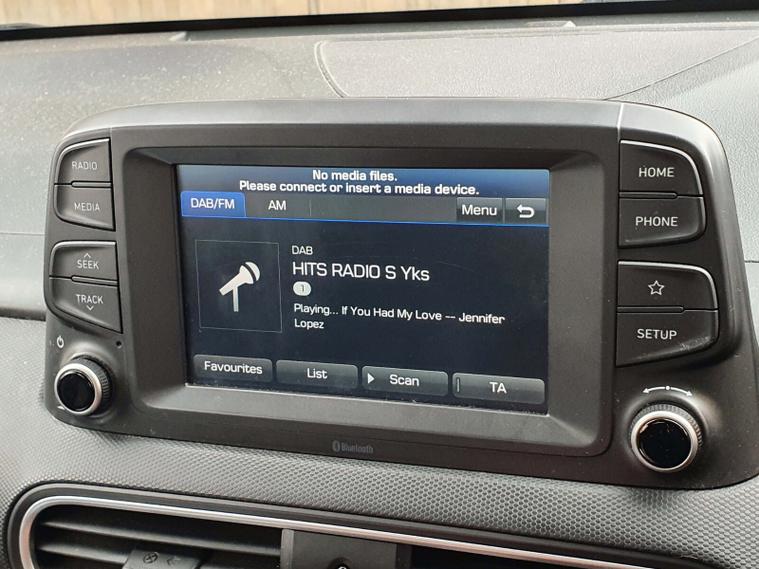 No media files.
Please connect or insert a media device.
DAB/FM
AM
Menu
DAB
HITS RADIO S Yks
1
Playing... If You Had My Love -- Jennifer
Lopez
Favourites
List
Scan
TA
RADIO
MEDIA
SEEK
TRACK
HOME
PHONE
SETUP
Bluetooth